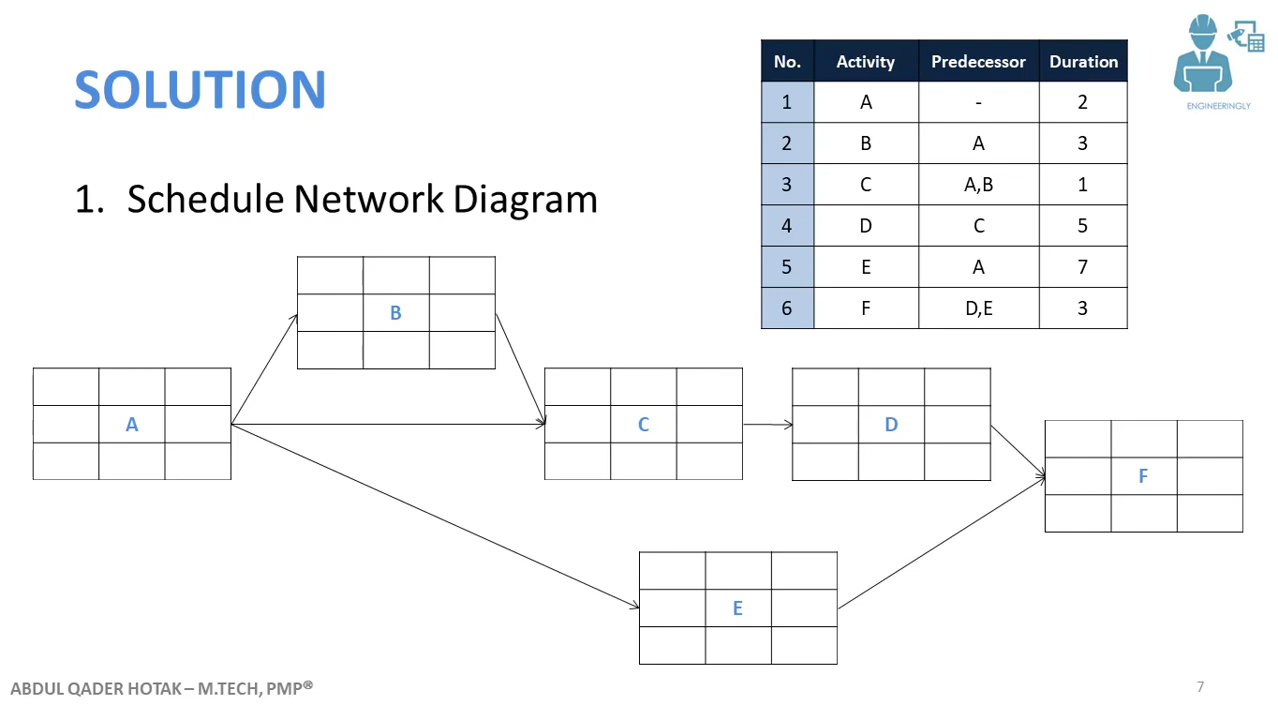 SOLUTION
1. Schedule Network Diagram
No. Activity Predecessor Duration
1 A - 2
2 B A 3
3 C A,B 1
4 D C 5
5 E A 7
6 F D,E 3
ENGINEERINGLY
B
A
C
D
F
E
ABDUL QADER HOTAK – M.TECH, PMP®
7